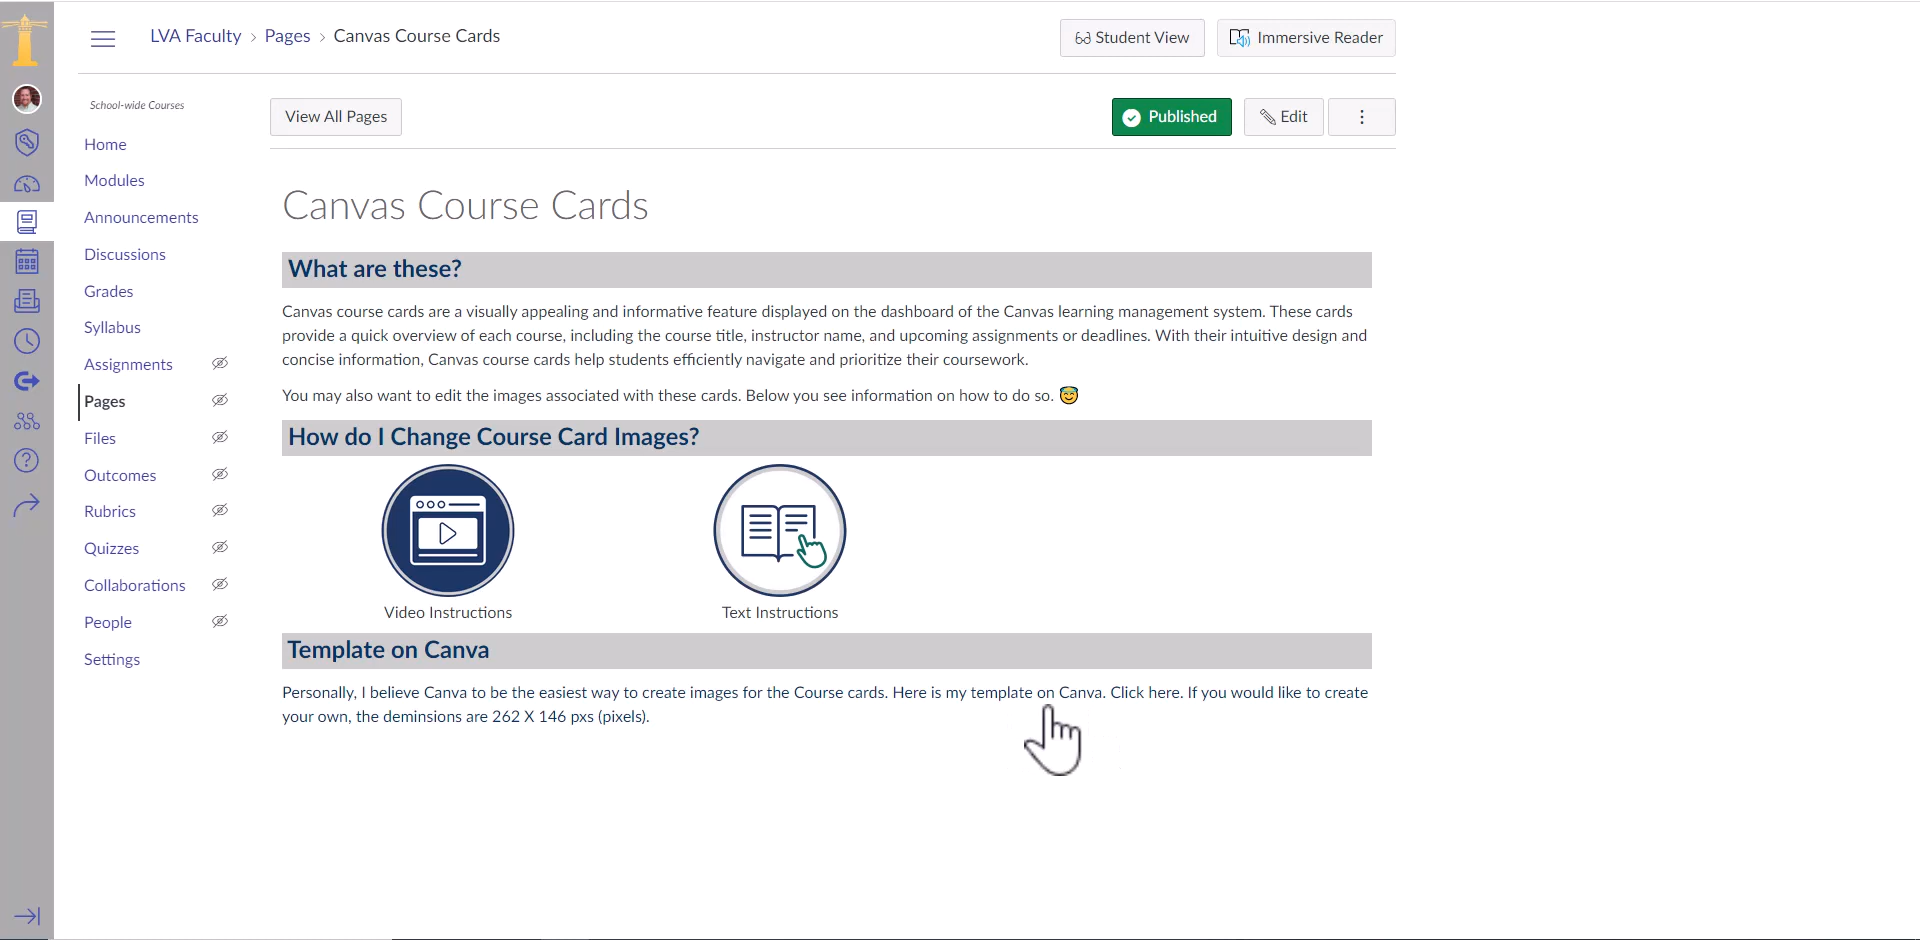 LVA Faculty › Pages › Canvas Course Cards
Student View
Immersive Reader
School-wide Courses
Home
Modules
Announcements
Discussions
Grades
Syllabus
Assignments
Pages
Files
Outcomes
Rubrics
Quizzes
Collaborations
People
Settings
View All Pages
Published
Edit
Canvas Course Cards
What are these?
Canvas course cards are a visually appealing and informative feature displayed on the dashboard of the Canvas learning management system. These cards
provide a quick overview of each course, including the course title, instructor name, and upcoming assignments or deadlines. With their intuitive design and
concise information, Canvas course cards help students efficiently navigate and prioritize their coursework.
You may also want to edit the images associated with these cards. Below you see information on how to do so. 😇
How do I Change Course Card Images?
Video Instructions
Text Instructions
Template on Canva
Personally, I believe Canva to be the easiest way to create images for the Course cards. Here is my template on Canva. Click here. If you would like to create
your own, the deminsions are 262 X 146 pxs (pixels).